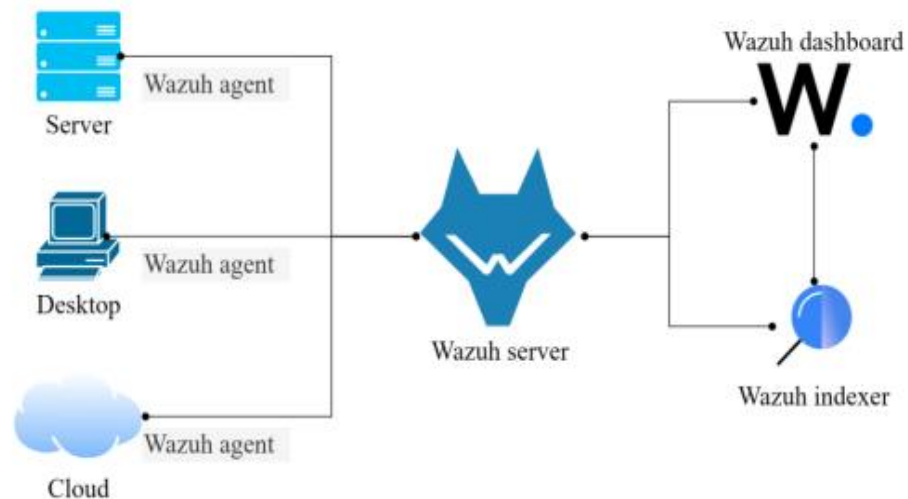 Wazuh dashboard
W.
Wazuh agent
Server
Wazuh agent
Desktop
Wazuh server
Wazuh indexer
Wazuh agent
Cloud